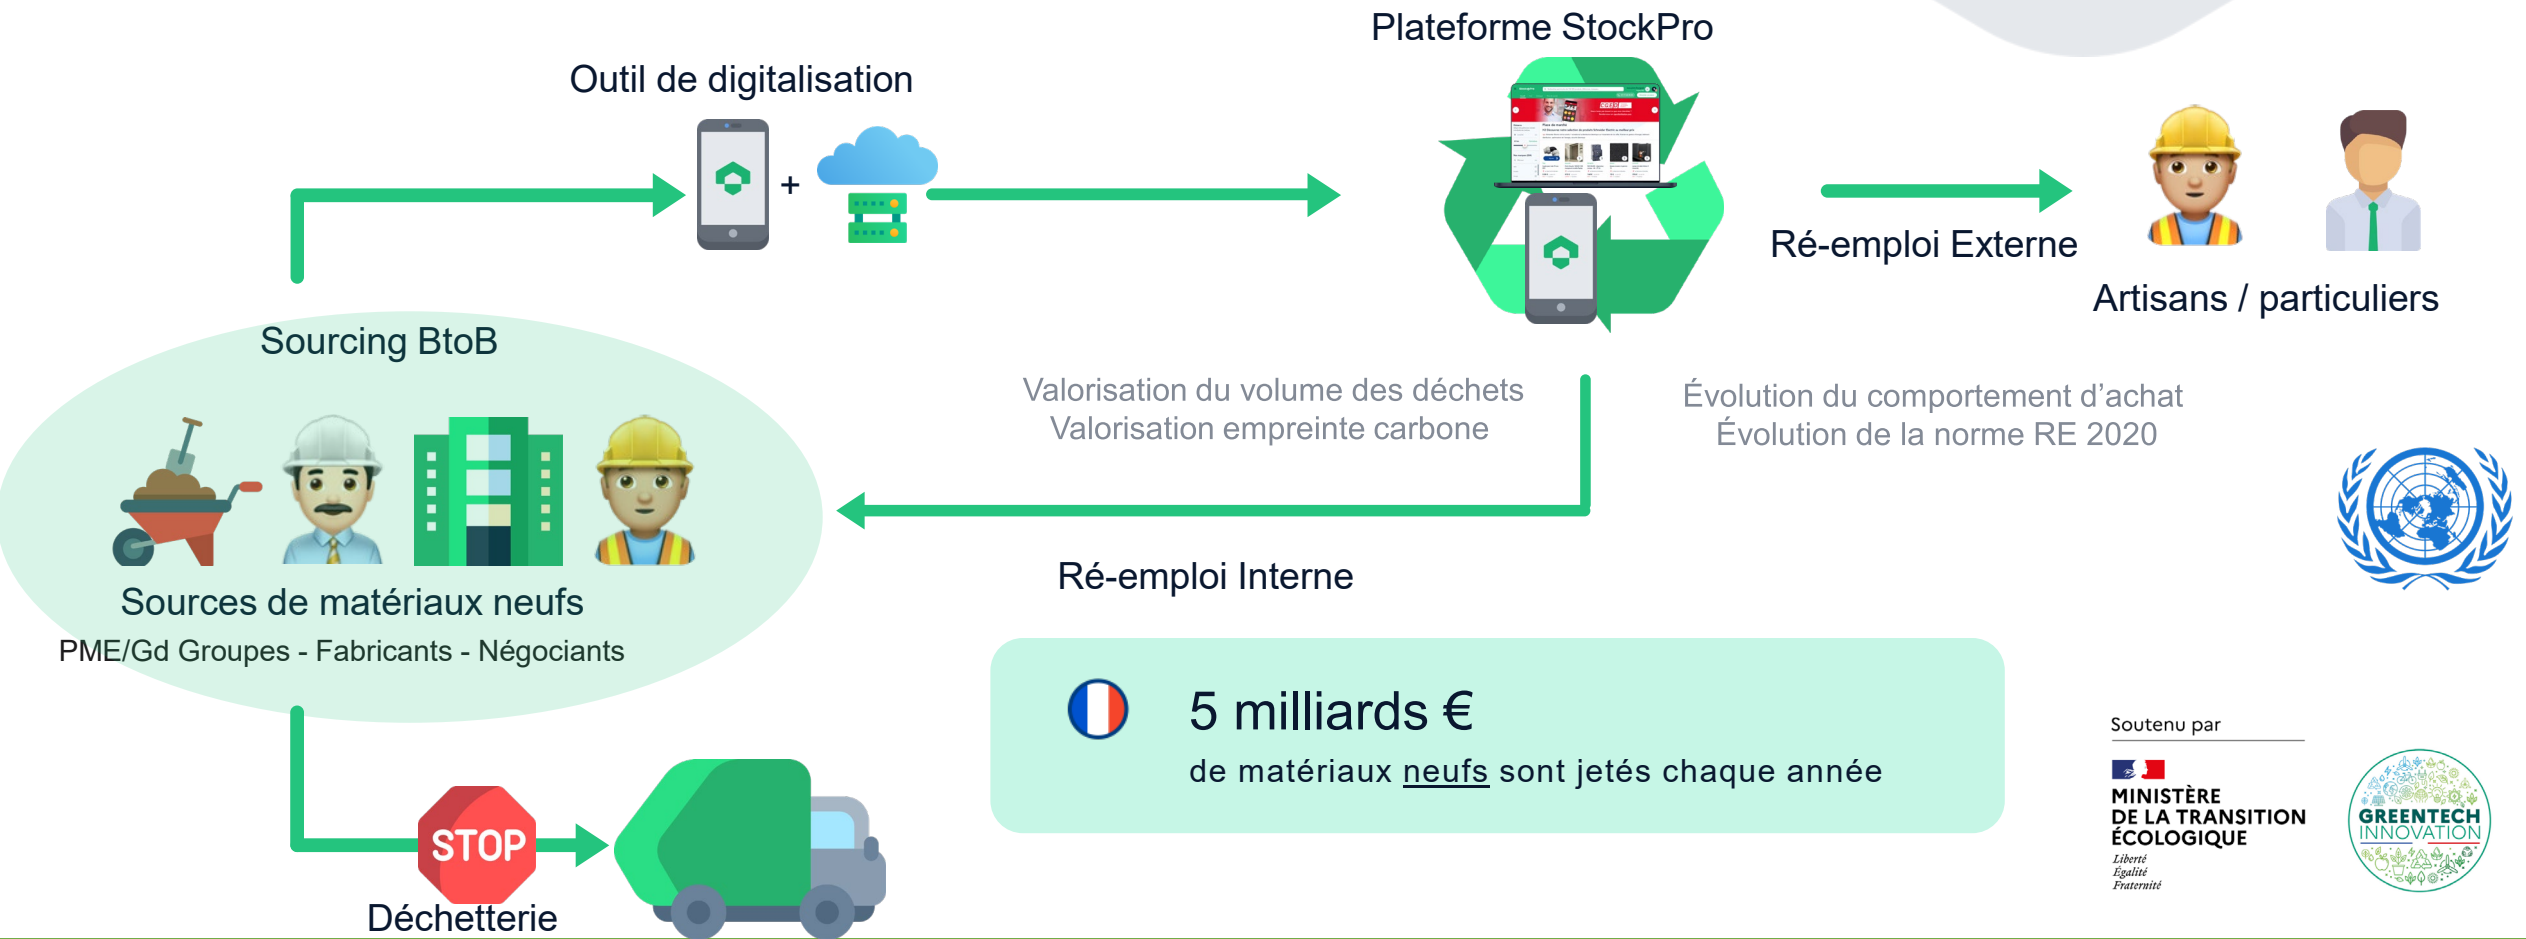 Plateforme StockPro
Outil de digitalisation
+
Ré-emploi Externe
Artisans / particuliers
Sourcing BtoB
Valorisation du volume des déchets
Valorisation empreinte carbone
Évolution du comportement d’achat
Évolution de la norme RE 2020
Sources de matériaux neufs
PME/Gd Groupes - Fabricants - Négociants
Ré-emploi Interne
5 milliards €
de matériaux neufs sont jetés chaque année
STOP
Déchetterie
Soutenu par
MINISTÈRE
DE LA TRANSITION
ÉCOLOGIQUE
Liberté
Égalité
Fraternité
GREENTECH
INNOVATION